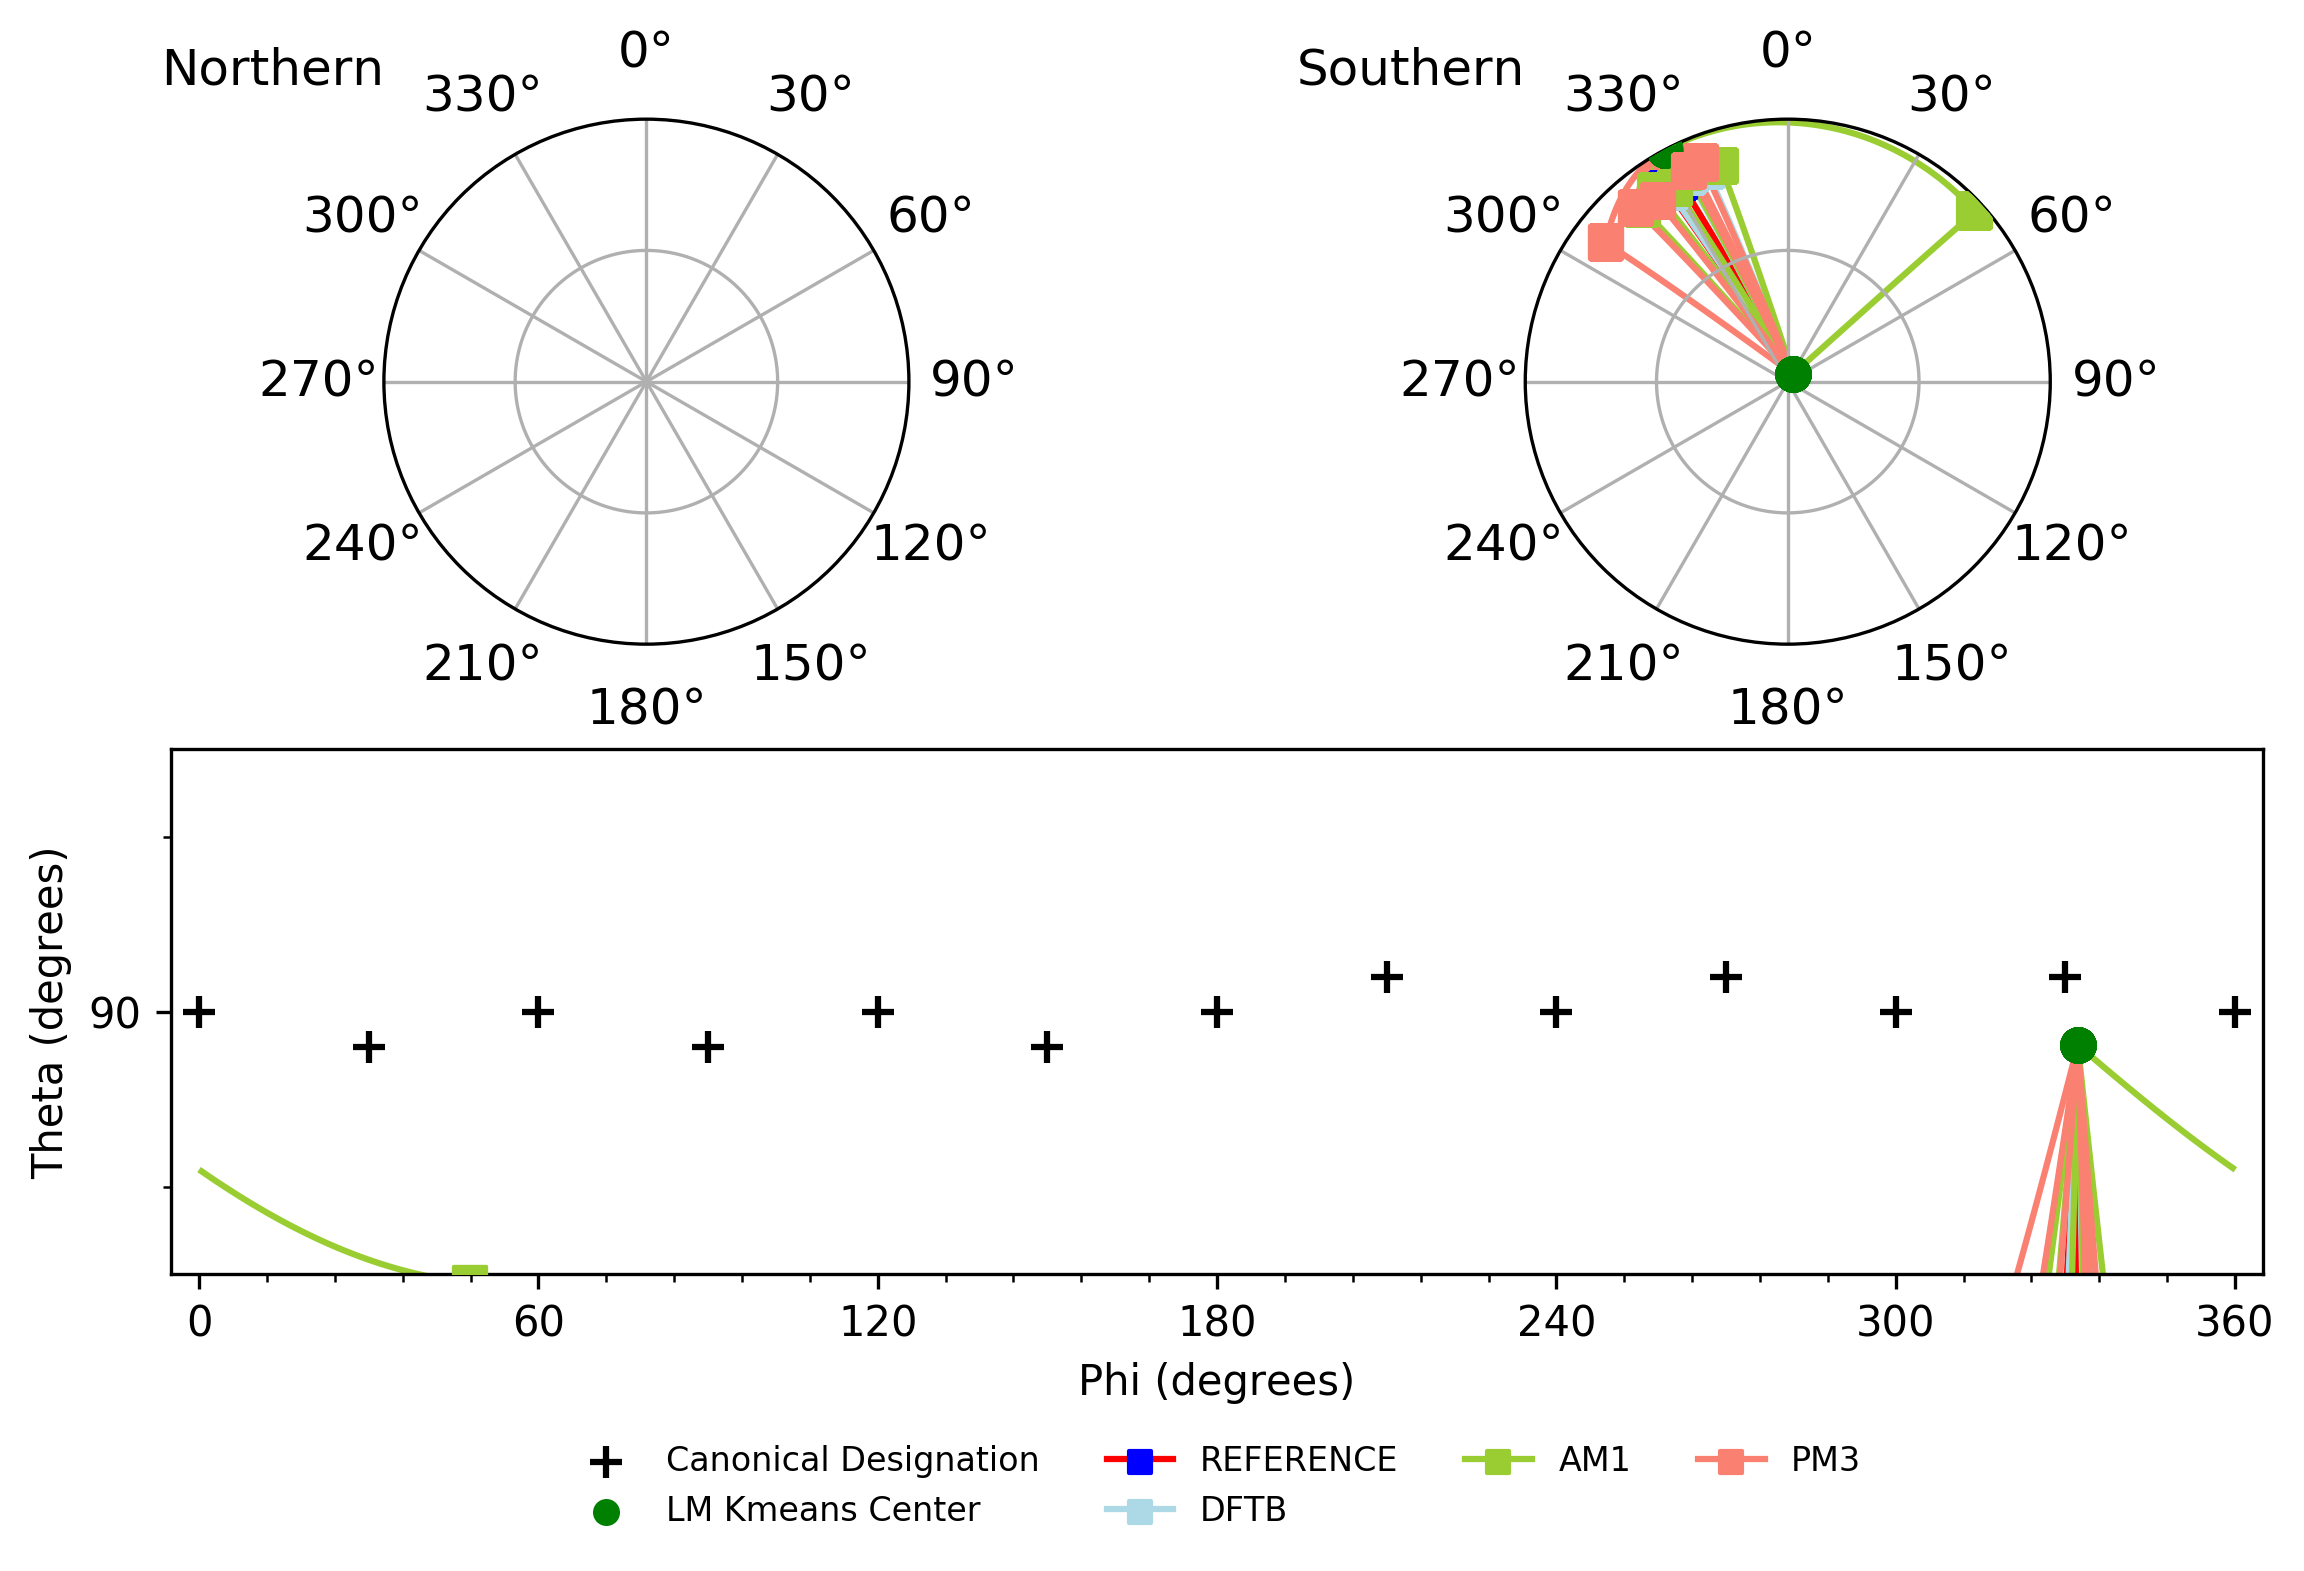 Northern
0°
30°
60°
90°
120°
150°
180°
210°
240°
270°
300°
330°
Southern
0°
30°
60°
90°
120°
150°
180°
210°
240°
270°
300°
330°
Theta (degrees)
90
0 60 120 180 240 300 360
Phi (degrees)
Canonical Designation
LM Kmeans Center
REFERENCE
DFTB
AM1
PM3